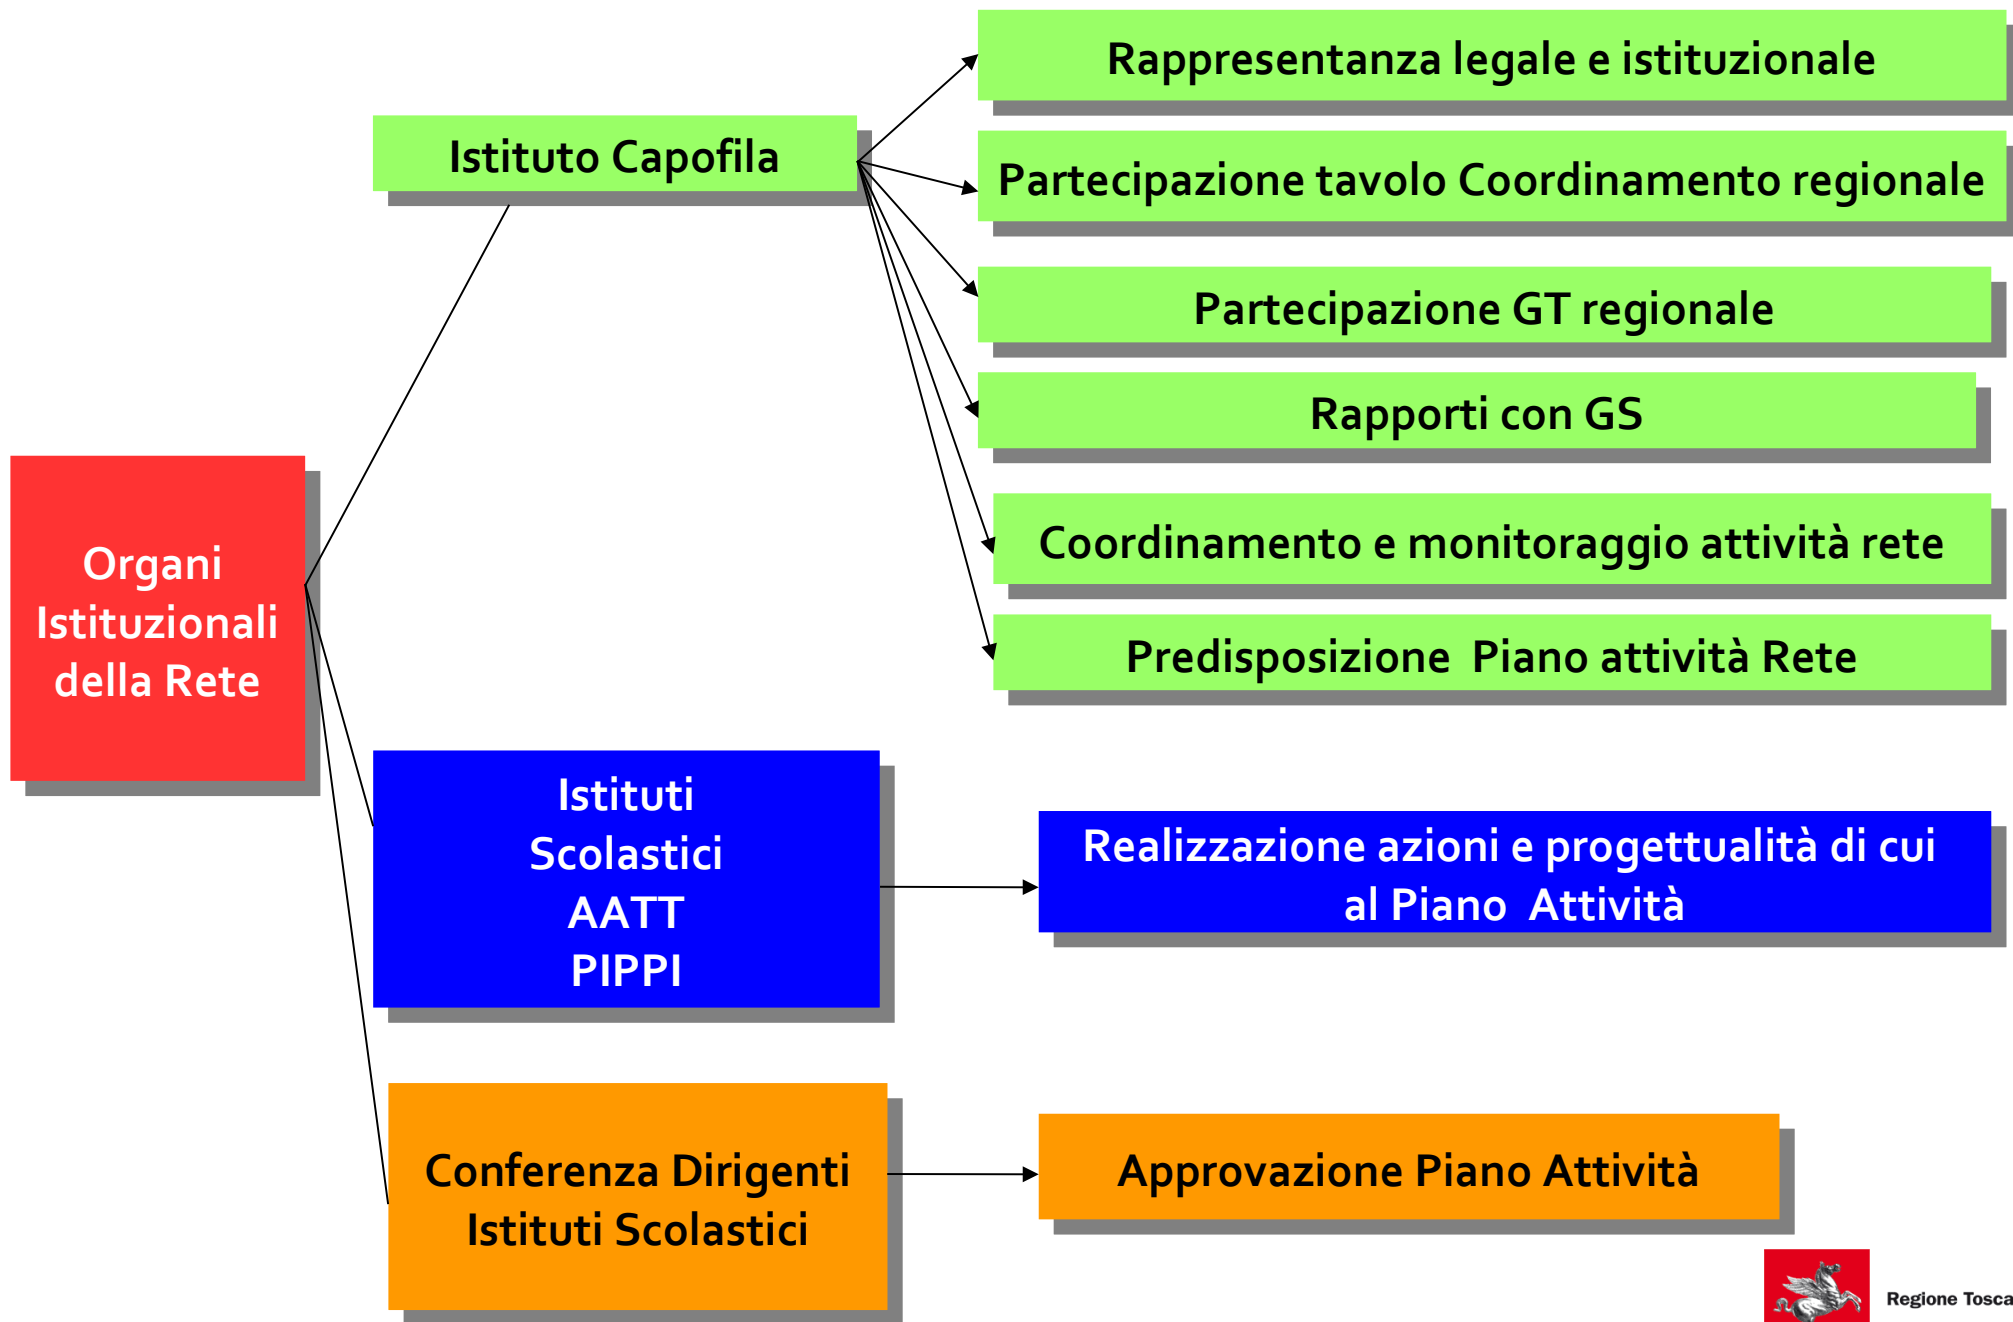 Organi
Istituzionali
della Rete
Istituto Capofila
Rappresentanza legale e istituzionale
Partecipazione tavolo Coordinamento regionale
Partecipazione GT regionale
Rapporti con GS
Coordinamento e monitoraggio attività rete
Predisposizione  Piano attività Rete
Istituti
Scolastici
AATT
PIPPI
Realizzazione azioni e progettualità di cui
al Piano  Attività
Conferenza Dirigenti
Istituti Scolastici
Approvazione Piano Attività
Regione Tosca